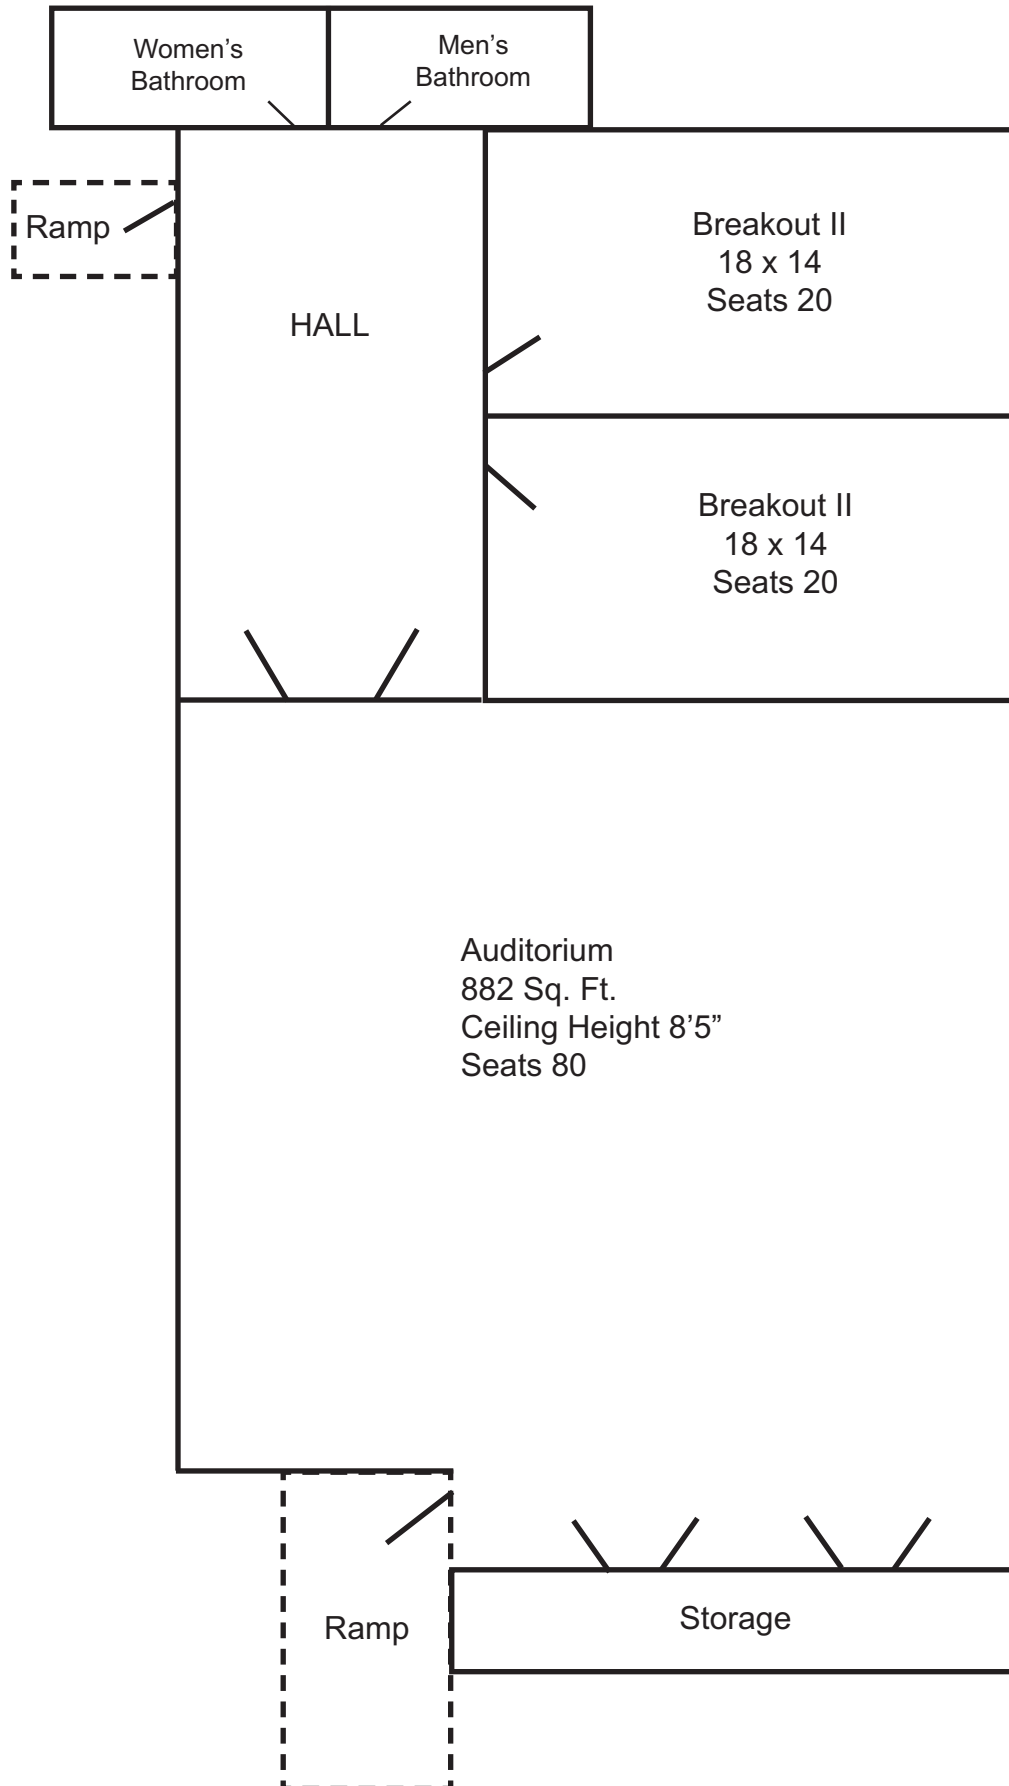 Women’s
Bathroom
Men’s
Bathroom
Ramp
HALL
Breakout II
18 x 14
Seats 20
Breakout II
18 x 14
Seats 20
Auditorium
882 Sq. Ft.
Ceiling Height 8’5”
Seats 80
Ramp
Storage